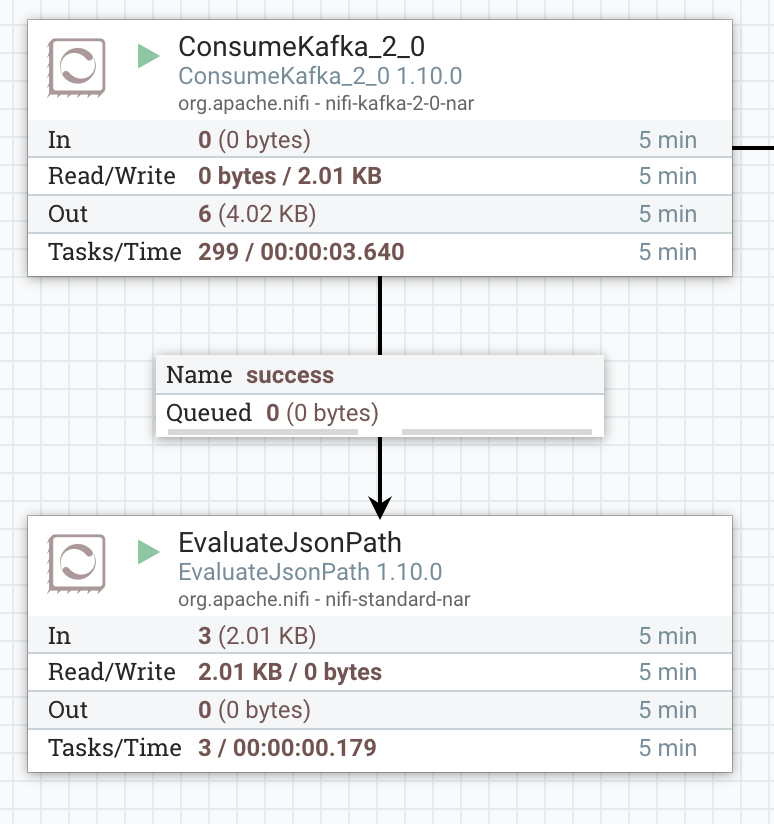 ConsumeKafka_2_0
ConsumeKafka_2_0 1.10.0
org.apache.nifi - nifi-kafka-2-0-nar
In 0 (0 bytes) 5 min
Read/Write 0 bytes / 2.01 KB 5 min
Out 6 (4.02 KB) 5 min
Tasks/Time 299 / 00:00:03.640 5 min
Name success
Queued 0 (0 bytes)
EvaluateJsonPath
EvaluateJsonPath 1.10.0
org.apache.nifi - nifi-standard-nar
In 3 (2.01 KB) 5 min
Read/Write 2.01 KB / 0 bytes 5 min
Out 0 (0 bytes) 5 min
Tasks/Time 3 / 00:00:00.179 5 min